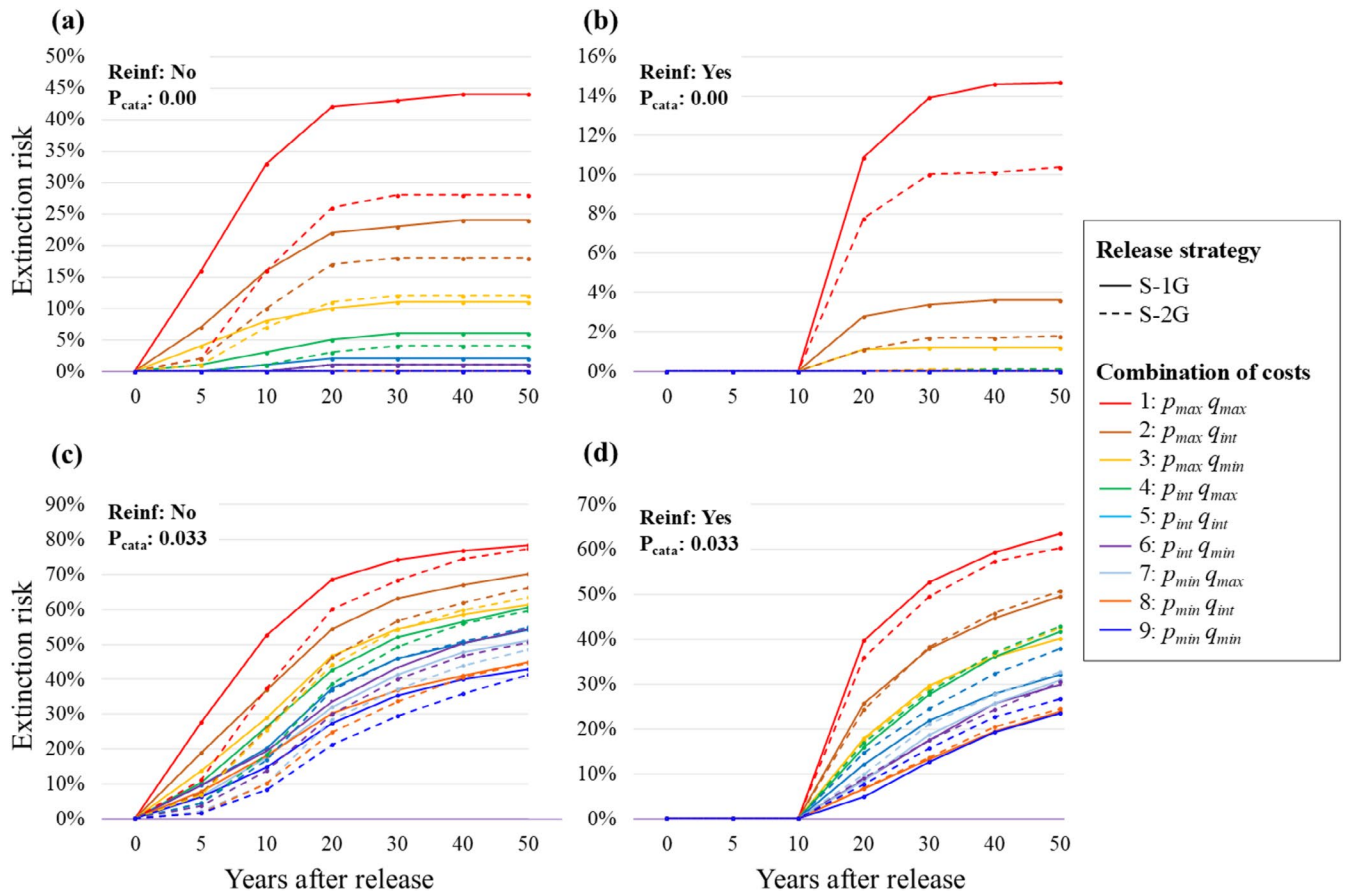 (a)
50%
45%
40%
35%
30%
25%
20%
15%
10%
5%
0%
Reinf: No
Pcata: 0.00
0 5 10 20 30 40 50
Extinction risk
(b)
16%
14%
12%
10%
8%
6%
4%
2%
0%
Reinf: Yes
Pcata: 0.00
0 5 10 20 30 40 50
(c)
90%
80%
70%
60%
50%
40%
30%
20%
10%
0%
Reinf: No
Pcata: 0.033
0 5 10 20 30 40 50
Extinction risk
Years after release
(d)
70%
60%
50%
40%
30%
20%
10%
0%
Reinf: Yes
Pcata: 0.033
0 5 10 20 30 40 50
Years after release
Release strategy
S-1G
S-2G
Combination of costs
1: pmax qmax
2: pmax qint
3: pmax qmin
4: pint qmax
5: pint qint
6: pint qmin
7: pmin qmax
8: pmin qint
9: pmin qmin